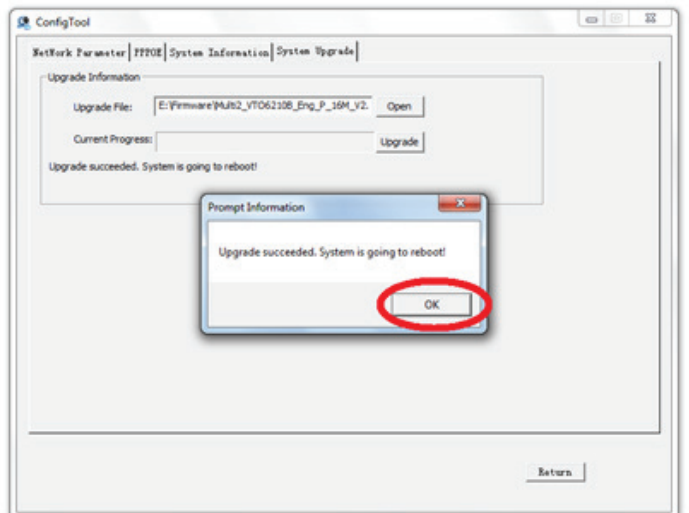 ConfigTool
NetWork Parameter PPPOE System Information System Upgrade
Upgrade Information
Upgrade File: E:\Firmware\Multi2_VTO6210B_Eng_P_16M_V2. Open
Current Progress: Upgrade
Upgrade succeeded. System is going to reboot!
Prompt Information
Upgrade succeeded. System is going to reboot!
OK
Return